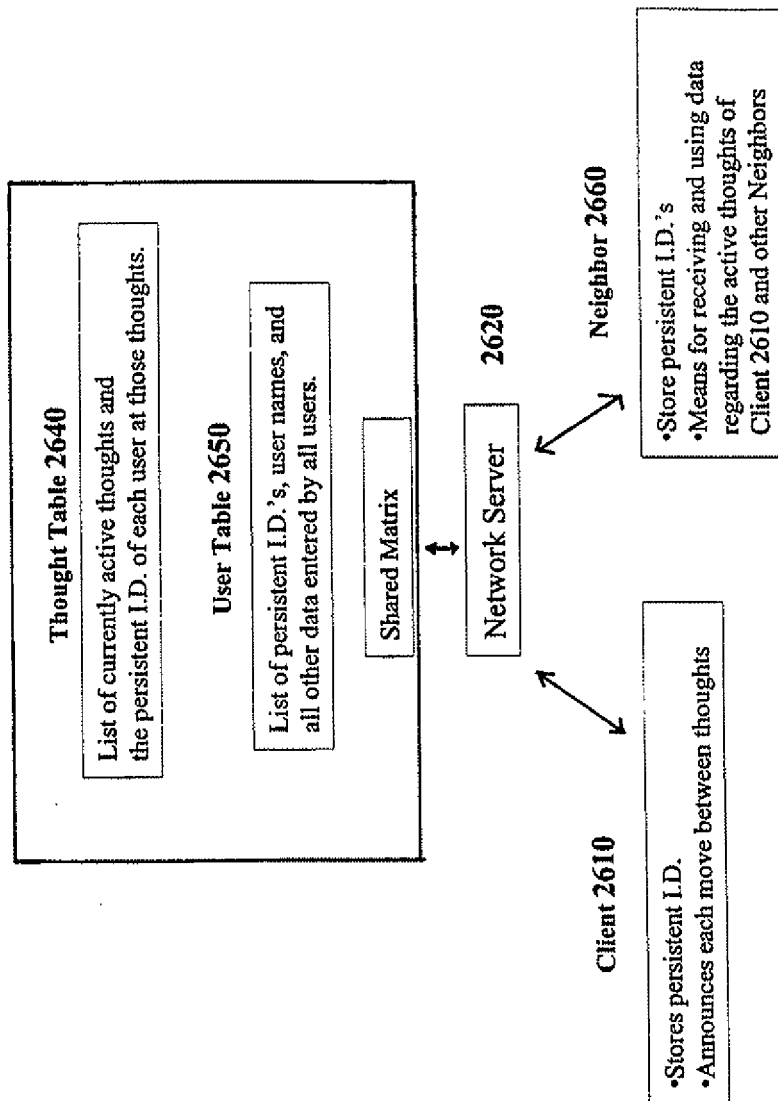 Thought Table 2640
List of currently active thoughts and
the persistent I.D. of each user at those thoughts.
User Table 2650
List of persistent I.D.'s, user names, and
all other data entered by all users.
Shared Matrix
Network Server
2620
Client 2610
•Stores persistent I.D.
•Announces each move between thoughts
Neighbor 2660
•Store persistent I.D.'s
•Means for receiving and using data
regarding the active thoughts of
Client 2610 and other Neighbors